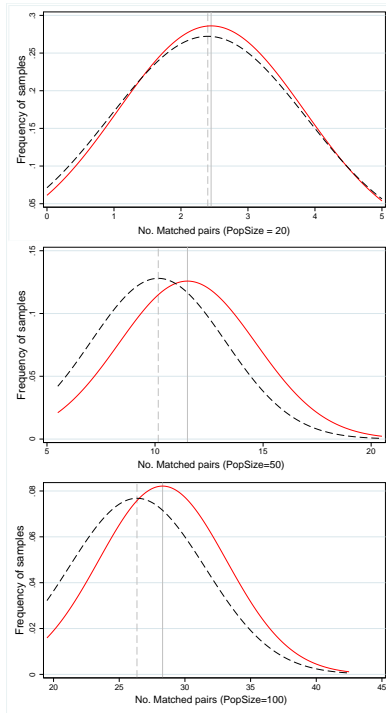 Frequency of samples
.05 .1 .15 .2 .25 .3
0 1 2 3 4 5
No. Matched pairs (PopSize = 20)
Frequency of samples
0 .05 .1 .15
5 10 15 20
No. Matched pairs (PopSize=50)
Frequency of samples
0 .02 .04 .06 .08
20 25 30 35 40 45
No. Matched pairs (PopSize=100)